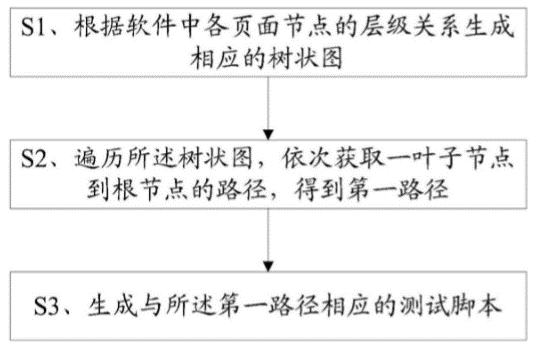 S1、根据软件中各页面节点的层级关系生成
相应的树状图
S2、遍历所述树状图，依次获取一叶子节点
到根节点的路径，得到第一路径
S3、生成与所述第一路径相应的测试脚本